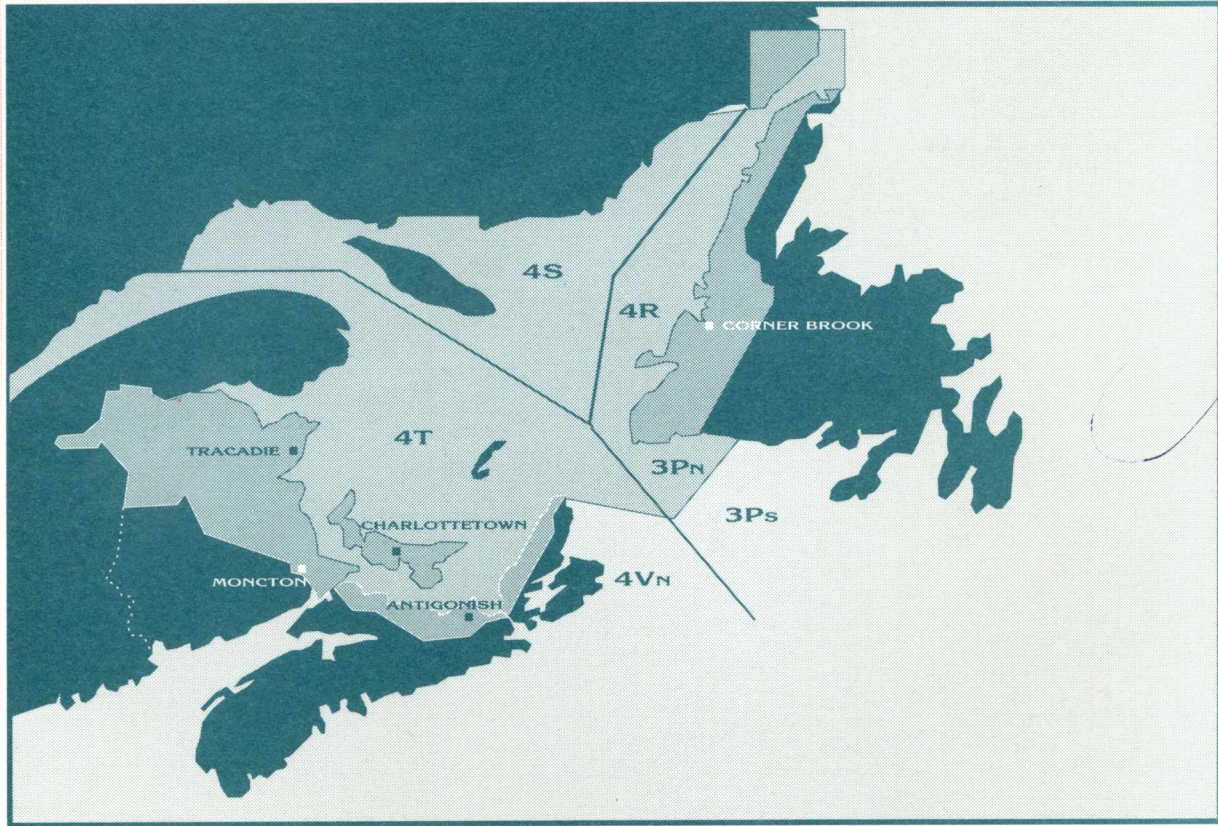 4S
4R
CORNER BROOK
4T
TRACADIE
3PN
3PS
CHARLOTTETOWN
MONCTON
4VN
ANTIGONISH